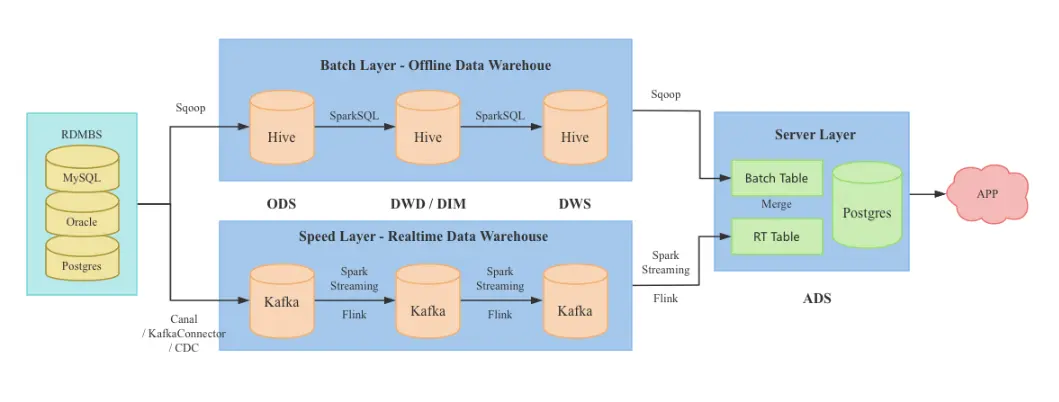 RDMBS
MySQL
Oracle
Postgres
Sqoop
Canal
/ KafkaConnector
/ CDC
Batch Layer - Offline Data Warehoue
Hive
SparkSQL
Hive
SparkSQL
Hive
ODS
DWD / DIM
DWS
Speed Layer - Realtime Data Warehouse
Kafka
Spark
Streaming
Flink
Kafka
Spark
Streaming
Flink
Kafka
Sqoop
Spark
Streaming
Flink
Server Layer
Batch Table
Merge
RT Table
Postgres
ADS
APP